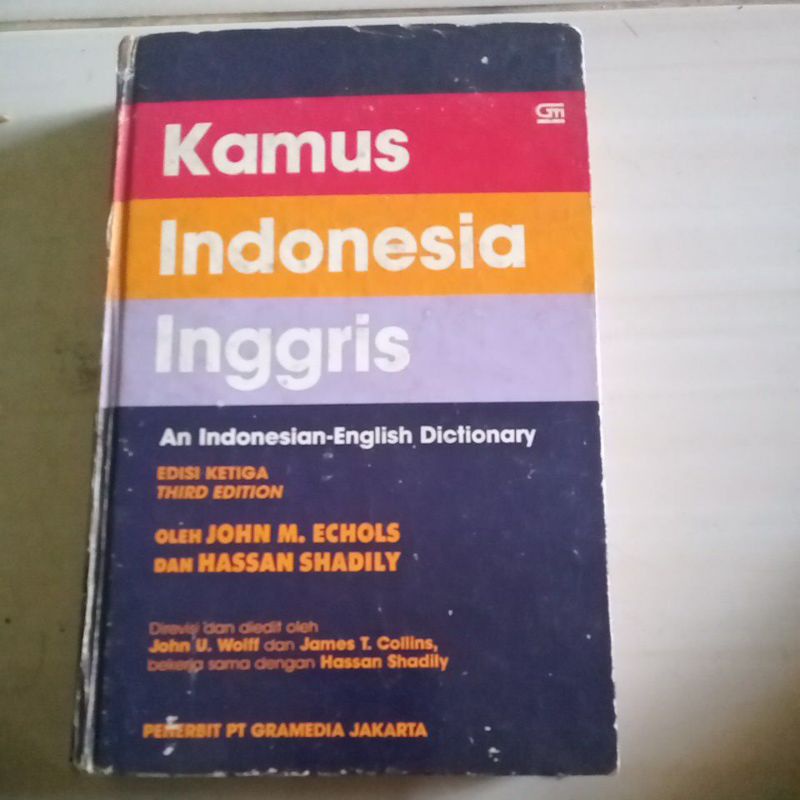 GM
Kamus
Indonesia
Inggris
An Indonesian-English Dictionary
EDISI KETIGA
THIRD EDITION
OLEH JOHN M. ECHOLS
DAN HASSAN SHADILY
Direvisi dan diedit oleh
John U. Wolff dan James T. Collins,
bekerja sama dengan Hassan Shadily
PENERBIT PT GRAMEDIA JAKARTA